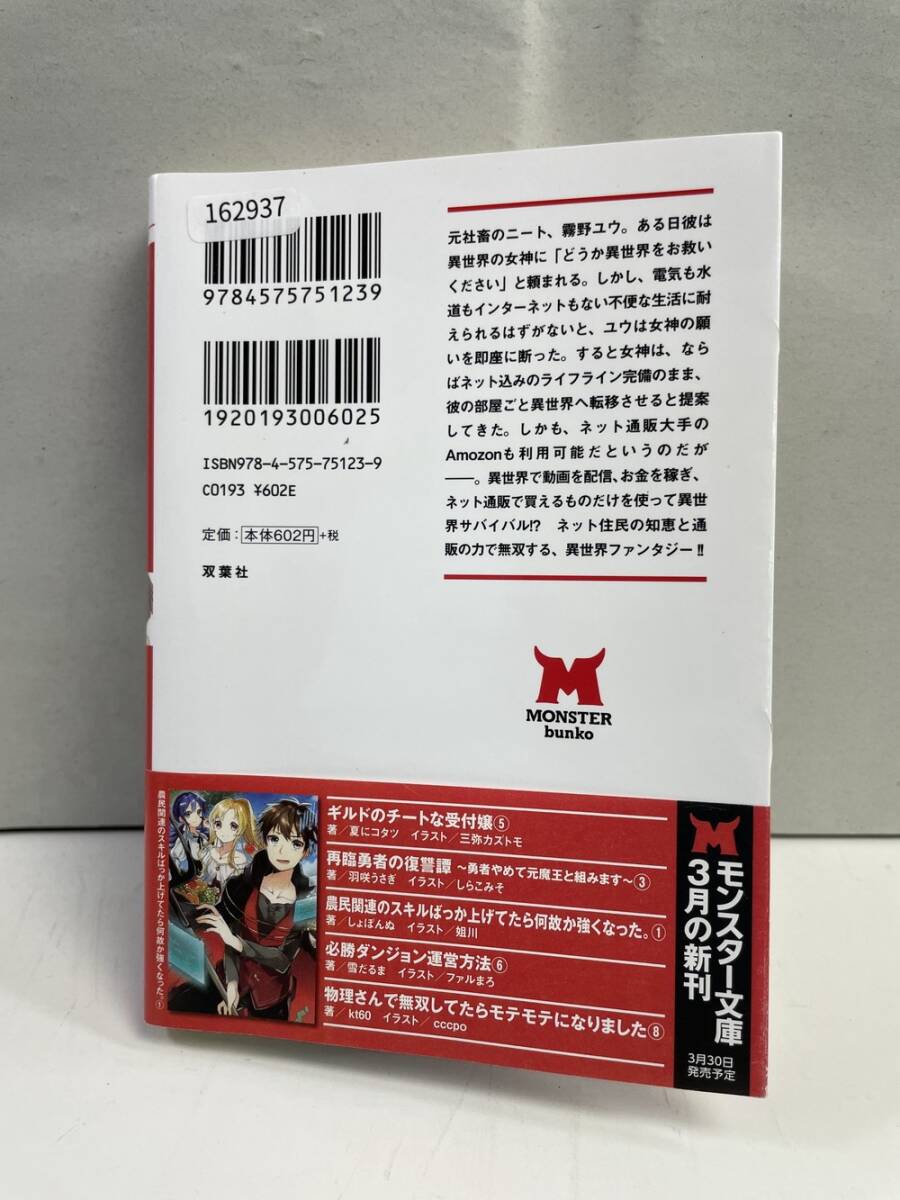 162937
9784575751239
1920193006025
ISBN978-4-575-75123-9
C0193 ¥602E
定価：本体602円+税
双葉社
元社畜のニート、霧野ユウ。ある日彼は
異世界の女神に「どうか異世界をお救い
ください」と頼まれる。しかし、電気も水
道もインターネットもない不便な生活に耐
えられるはずがないと、ユウは女神の願
いを即座に断った。すると女神は、なら
ばネット込みのライフライン完備のまま、
彼の部屋ごと異世界へ転移させると提案
してきた。しかも、ネット通販大手の
Amozonも利用可能だというのだが
――。異世界で動画を配信、お金を稼ぎ、
ネット通販で買えるものだけを使って異世
界サバイバル!?　ネット住民の知恵と通
販の力で無双する、異世界ファンタジー!!
M
MONSTER
bunko
農民関連のスキルばっか上げてたら何故か強くなった。①
ギルドのチートな受付嬢⑤
著／夏にコタツ　イラスト／三弥カズトモ
再臨勇者の復讐譚 ～勇者やめて元魔王と組みます～③
著／羽咲うさぎ　イラスト／しらこみそ
農民関連のスキルばっか上げてたら何故か強くなった。①
著／しょぼんぬ　イラスト／姐川
必勝ダンジョン運営方法⑥
著／雪だるま　イラスト／ファルまろ
物理さんで無双してたらモテモテになりました⑧
著／kt60　イラスト／cccpo
M
モンスター文庫
3月の新刊
3月30日
発売予定